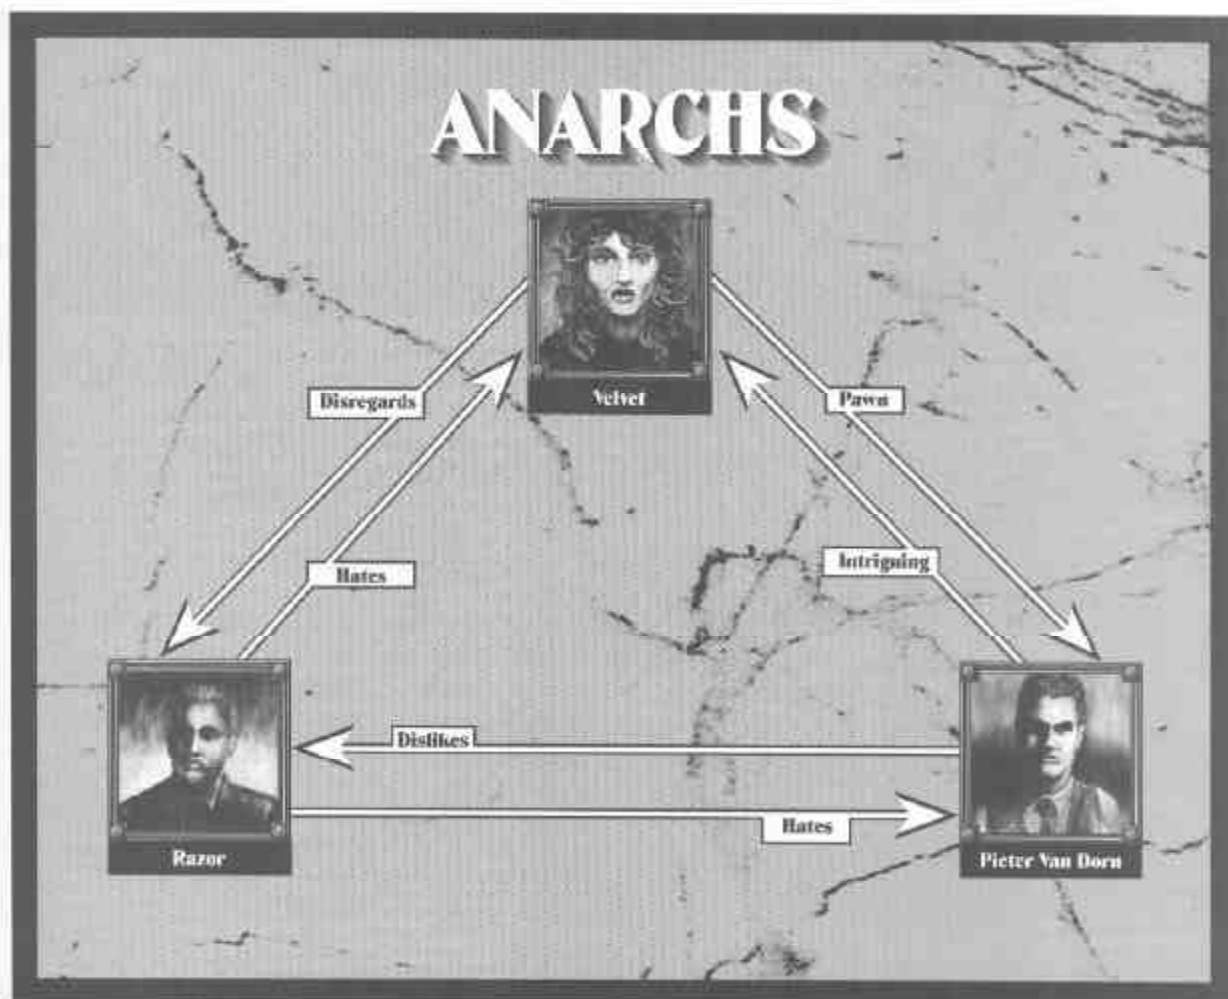 ANARCHS
Velvet
Disregards
Pawn
Hates
Intriguing
Dislikes
Hates
Razor
Pieter Van Dorn